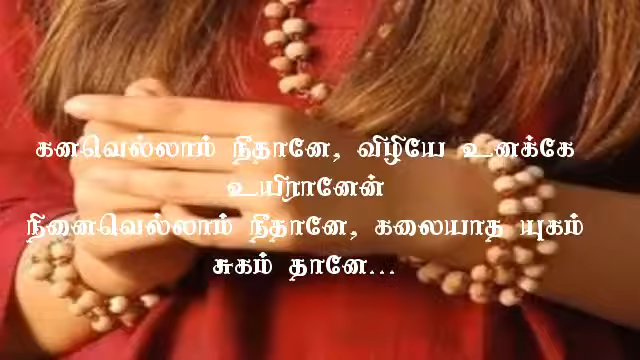 கனவெல்லாம் நீதானே, விழியே உனக்கே
உயிரானேன்
நினைவெல்லாம் நீதானே, கலையாத யுகம்
சுகம் தானே...